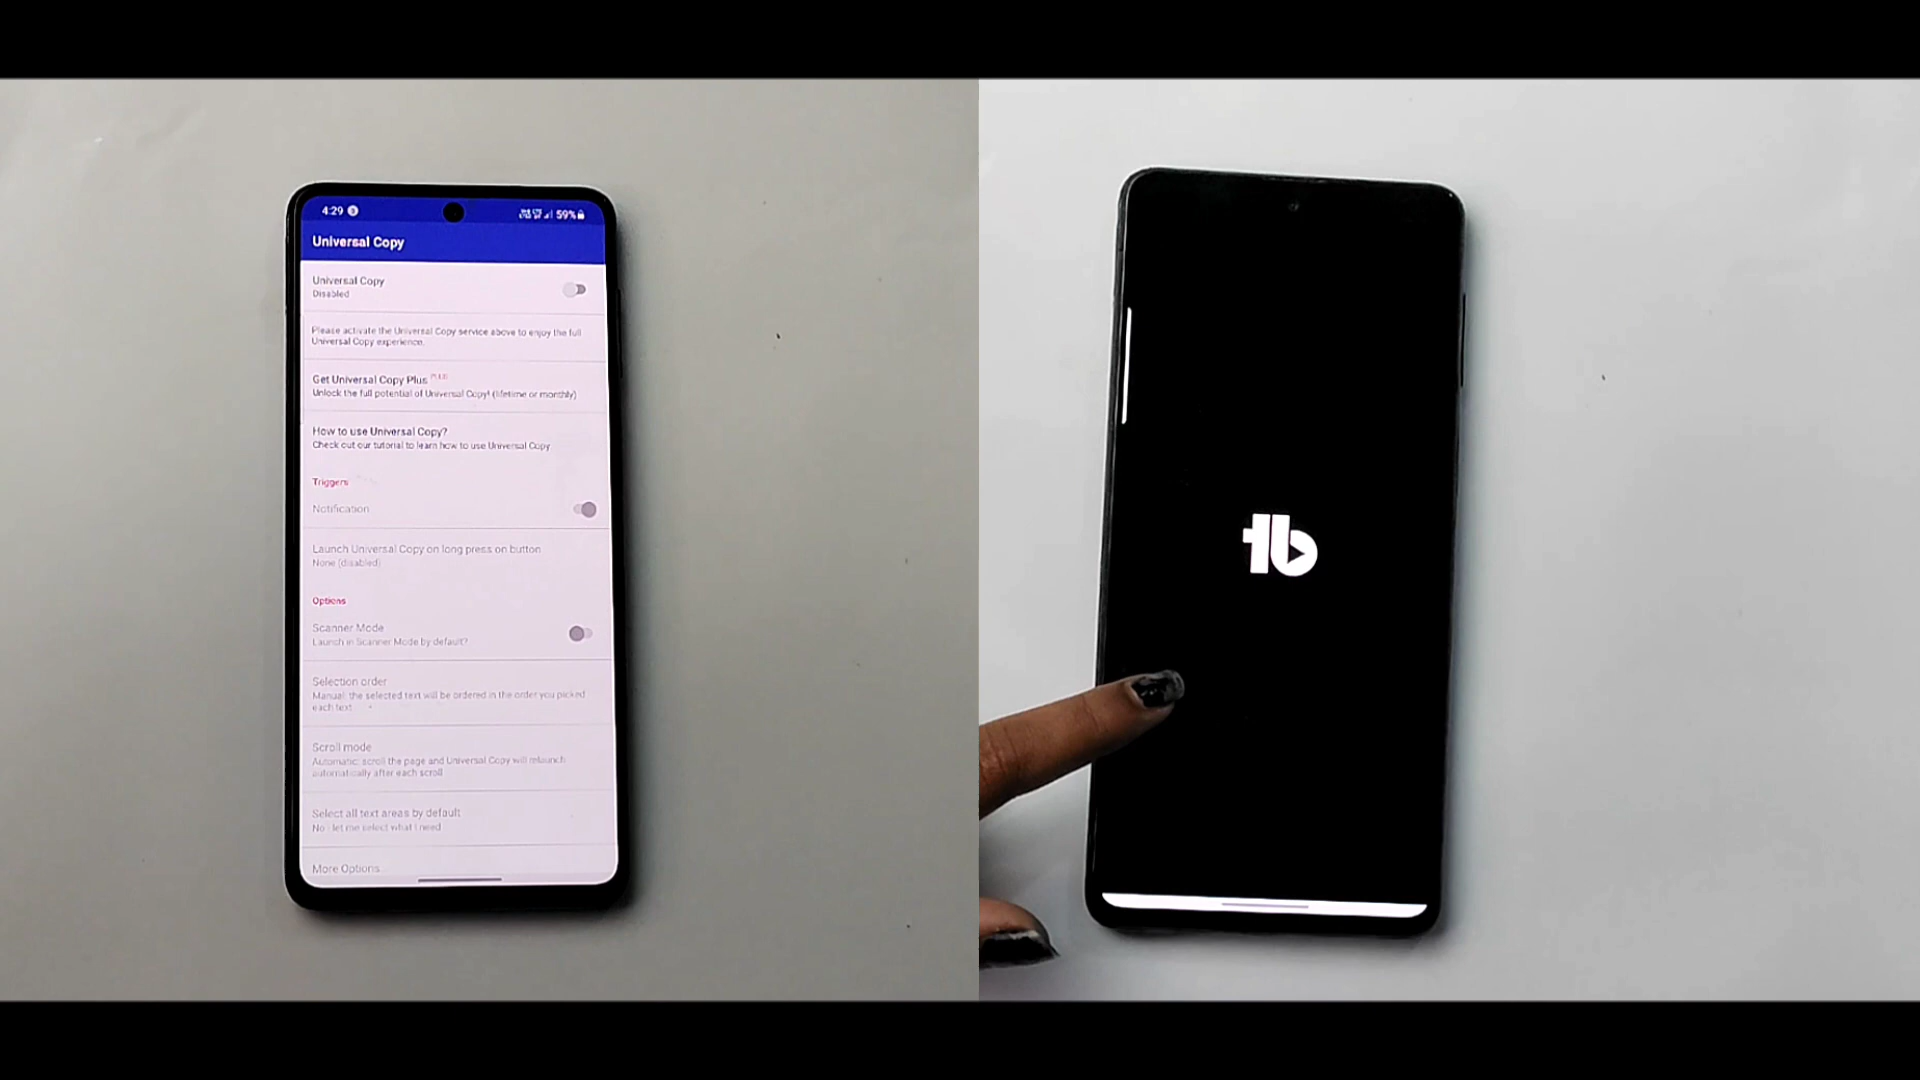 4:29
59%
Universal Copy
Universal Copy
Disabled
Please activate the Universal Copy service above to enjoy the full
Universal Copy experience.
Get Universal Copy Plus
Unlock the full potential of Universal Copy! (lifetime or monthly)
How to use Universal Copy?
Check out our tutorial to learn how to use Universal Copy
Triggers
Notification
Launch Universal Copy on long press on button
None (disabled)
Options
Scanner Mode
Launch in Scanner Mode by default?
Selection order
Manual: the selected text will be ordered in the order you picked
each text
Scroll mode
Automatic: scroll the page and Universal Copy will relaunch
automatically after each scroll
Select all text areas by default
No - let me select what I need
More Options
tb